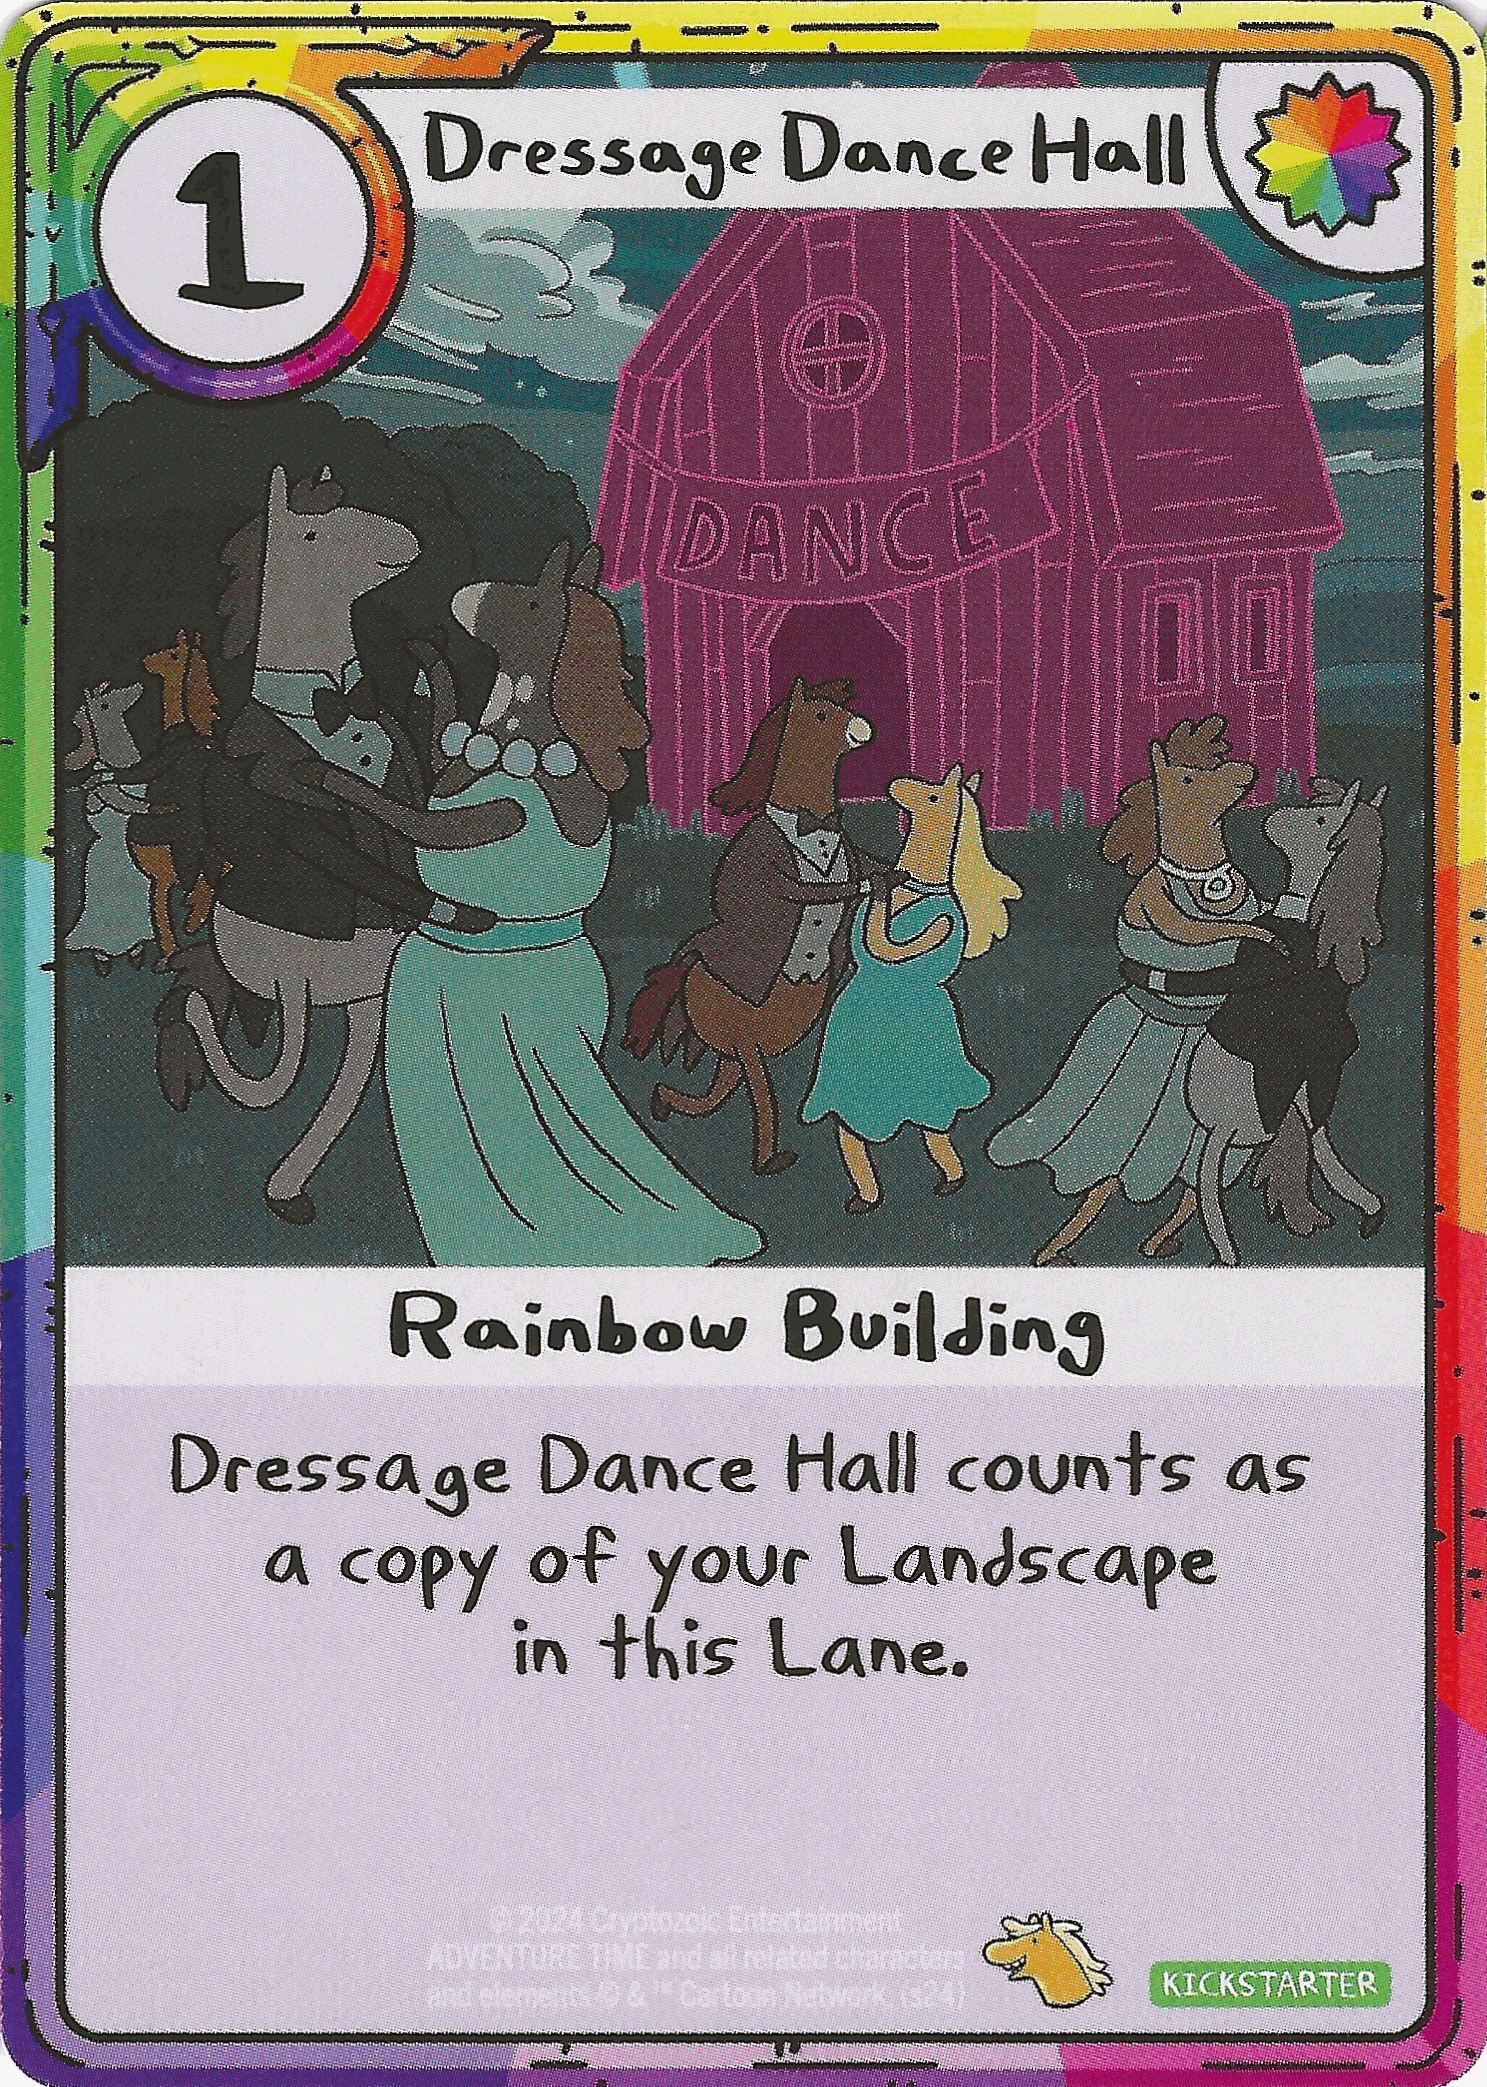 1
Dressage Dance Hall
DANCE
Rainbow Building
Dressage Dance Hall counts as
a copy of your Landscape
in this Lane.
2024 Cryptozoic Entertainment
ADVENTURE TIME and all related characters
and elements & Cartoon Network. (s24)
KICKSTARTER